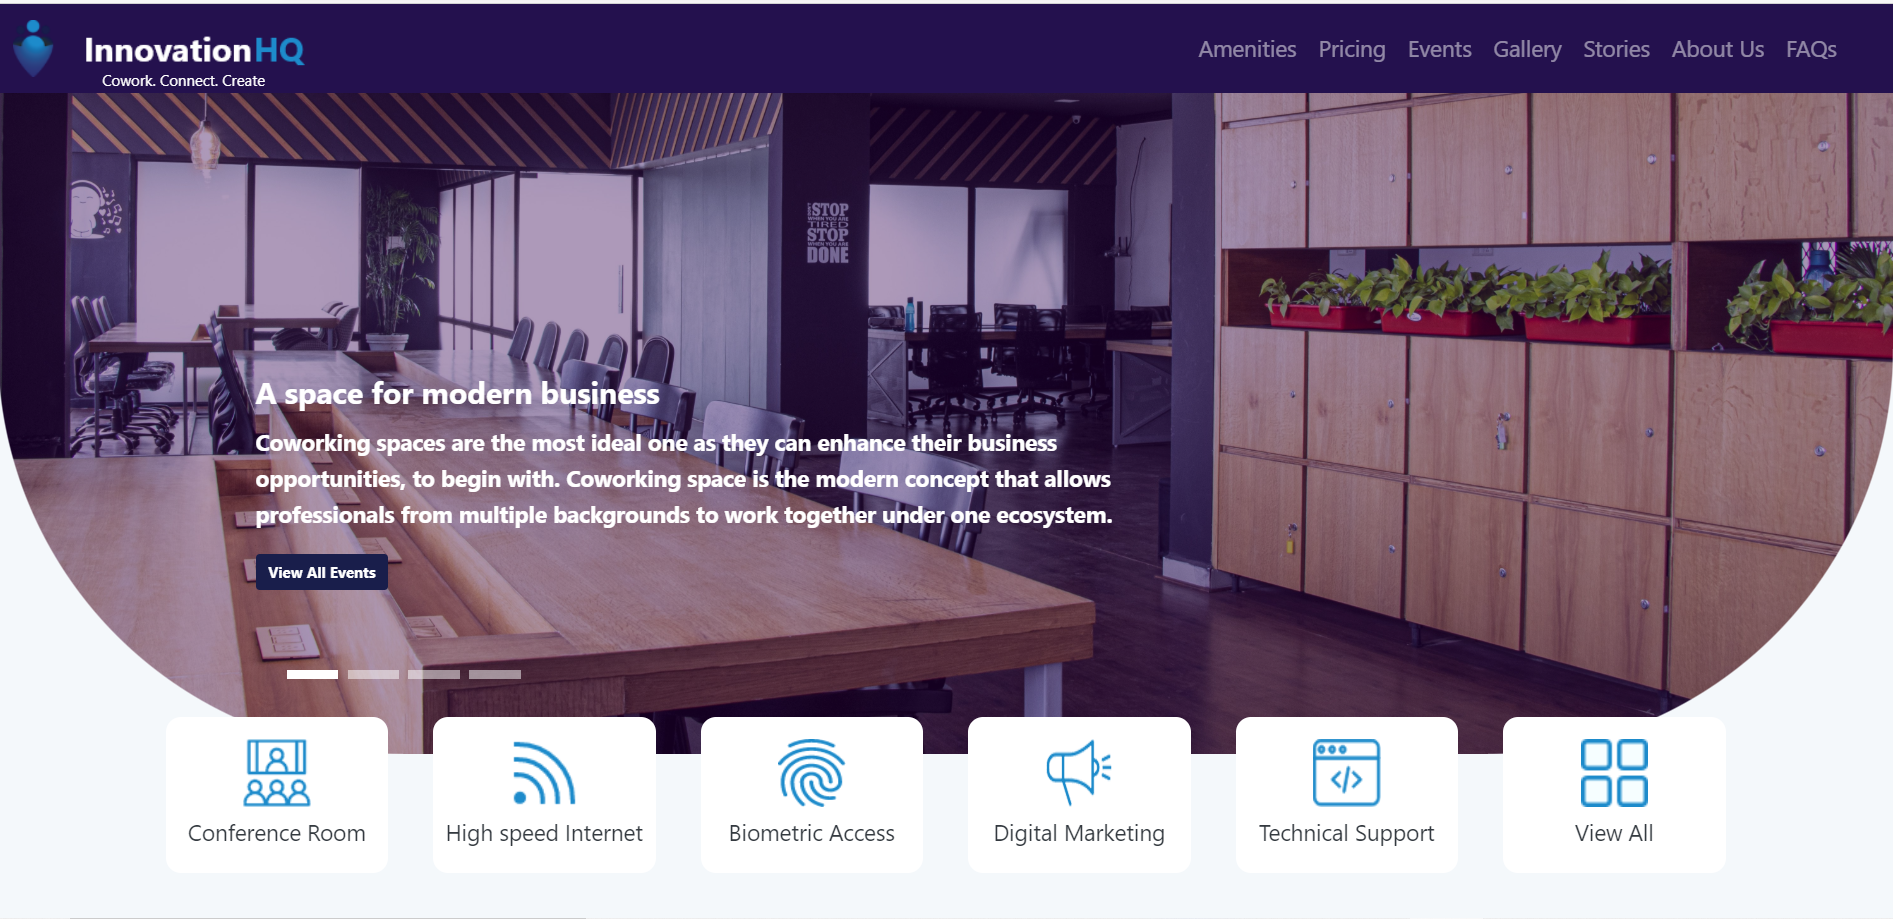 InnovationHQ
Cowork. Connect. Create
Amenities Pricing Events Gallery Stories About Us FAQs
DON'T
STOP
WHEN YOU ARE
TIRED
STOP
WHEN YOU ARE
DONE
A space for modern business
Coworking spaces are the most ideal one as they can enhance their business
opportunities, to begin with. Coworking space is the modern concept that allows
professionals from multiple backgrounds to work together under one ecosystem.
View All Events
Conference Room
High speed Internet
Biometric Access
Digital Marketing
Technical Support
View All